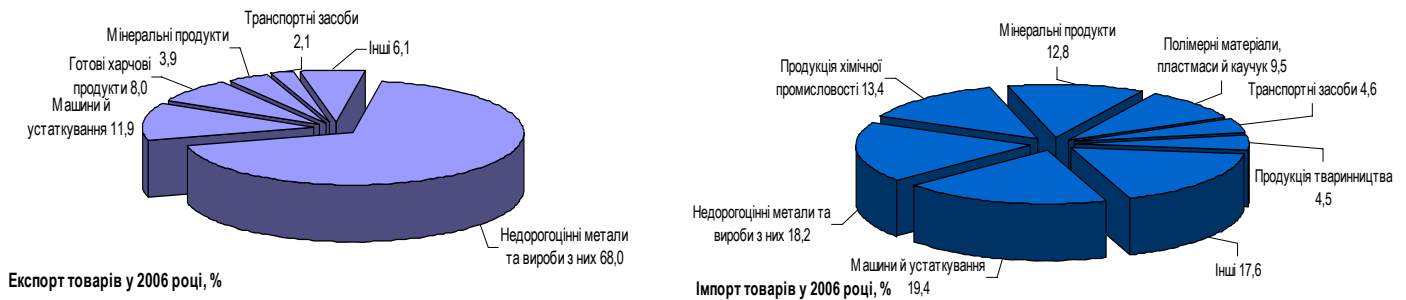 Транспортні засоби
2,1
Мінеральні продукти
3,9
Інші 6,1
Готові харчові
продукти 8,0
Машини й
устаткування 11,9
Недорогоцінні метали
та вироби з них 68,0
Експорт товарів у 2006 році, %
Мінеральні продукти
12,8
Полімерні матеріали,
пластмаси й каучук 9,5
Продукція хімічної
промисловості 13,4
Транспортні засоби 4,6
Продукція тваринництва
4,5
Недорогоцінні метали та
вироби з них 18,2
Машини й устаткування
19,4
Інші 17,6
Імпорт товарів у 2006 році, %